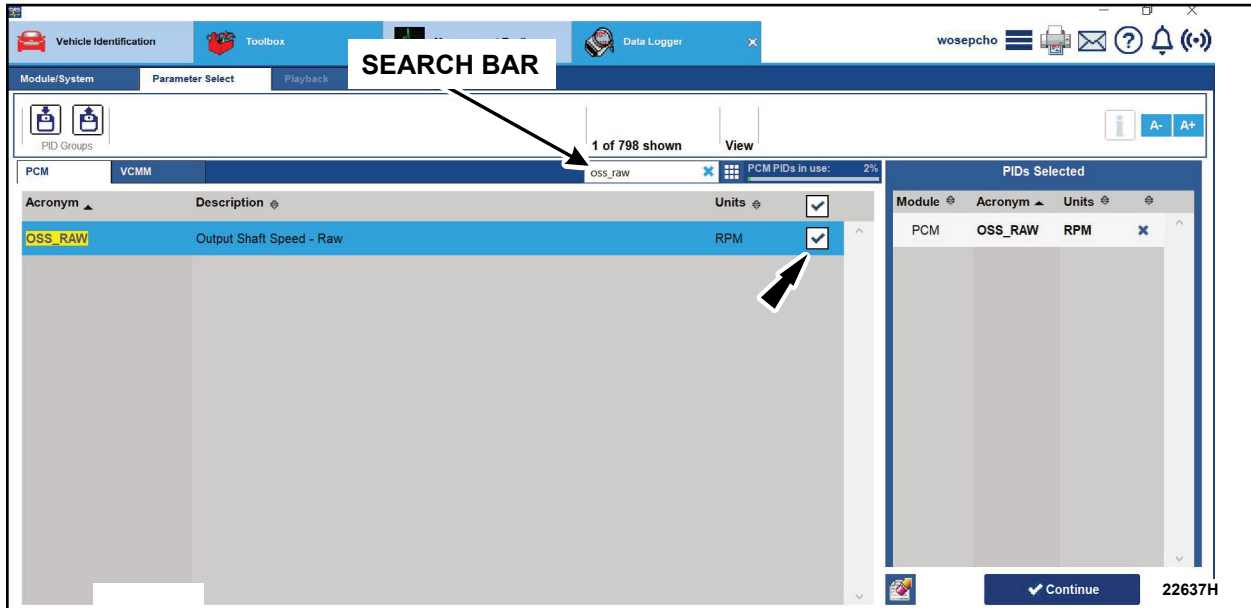 Vehicle Identification
Toolbox
Data Logger
wosepcho
SEARCH BAR
Module/System
Parameter Select
Playback
PID Groups
1 of 798 shown
View
A- A+
PCM
VCMM
oss_raw
PCM PIDs in use: 2%
PIDs Selected
Acronym Description Units
Module Acronym Units
OSS_RAW Output Shaft Speed - Raw RPM
PCM OSS_RAW RPM
Continue
22637H